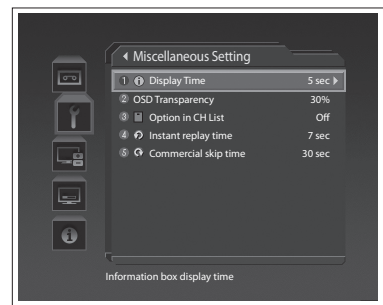 Miscellaneous Setting
1 Display Time 5 sec
2 OSD Transparency 30%
3 Option in CH List Off
4 Instant replay time 7 sec
5 Commercial skip time 30 sec
Information box display time